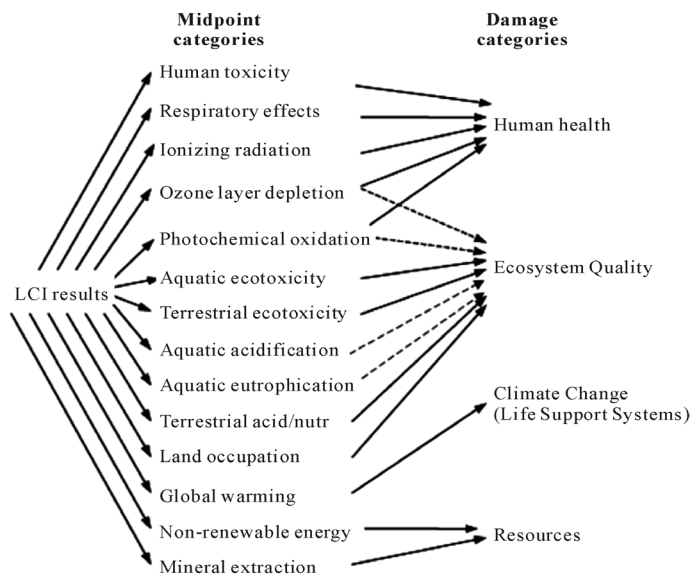 Midpoint
categories
Damage
categories
Human toxicity
Respiratory effects
Human health
Ionizing radiation
Ozone layer depletion
Photochemical oxidation
Ecosystem Quality
Aquatic ecotoxicity
LCI results
Terrestrial ecotoxicity
Aquatic acidification
Aquatic eutrophication
Climate Change
(Life Support Systems)
Terrestrial acid/nutr
Land occupation
Global warming
Non-renewable energy
Resources
Mineral extraction